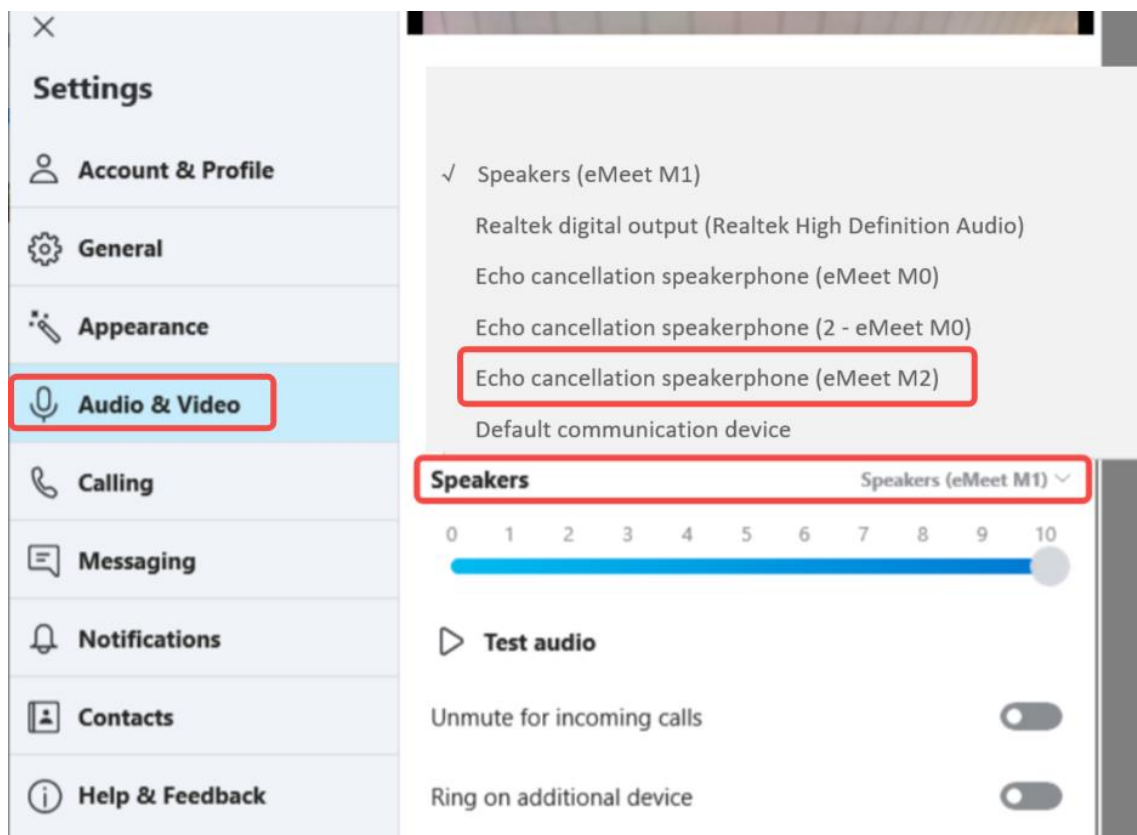 Settings
Account & Profile
General
Appearance
Audio & Video
Calling
Messaging
Notifications
Contacts
Help & Feedback
√ Speakers (eMeet M1)
Realtek digital output (Realtek High Definition Audio)
Echo cancellation speakerphone (eMeet M0)
Echo cancellation speakerphone (2 - eMeet M0)
Echo cancellation speakerphone (eMeet M2)
Default communication device
Speakers Speakers (eMeet M1)
0 1 2 3 4 5 6 7 8 9 10
Test audio
Unmute for incoming calls
Ring on additional device